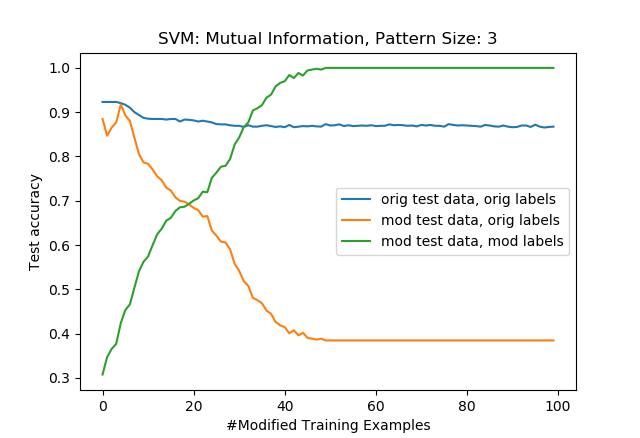 SVM: Mutual Information, Pattern Size: 3
Test accuracy
1.0
0.9
0.8
0.7
0.6
0.5
0.4
0.3
orig test data, orig labels
mod test data, orig labels
mod test data, mod labels
0 20 40 60 80 100
#Modified Training Examples